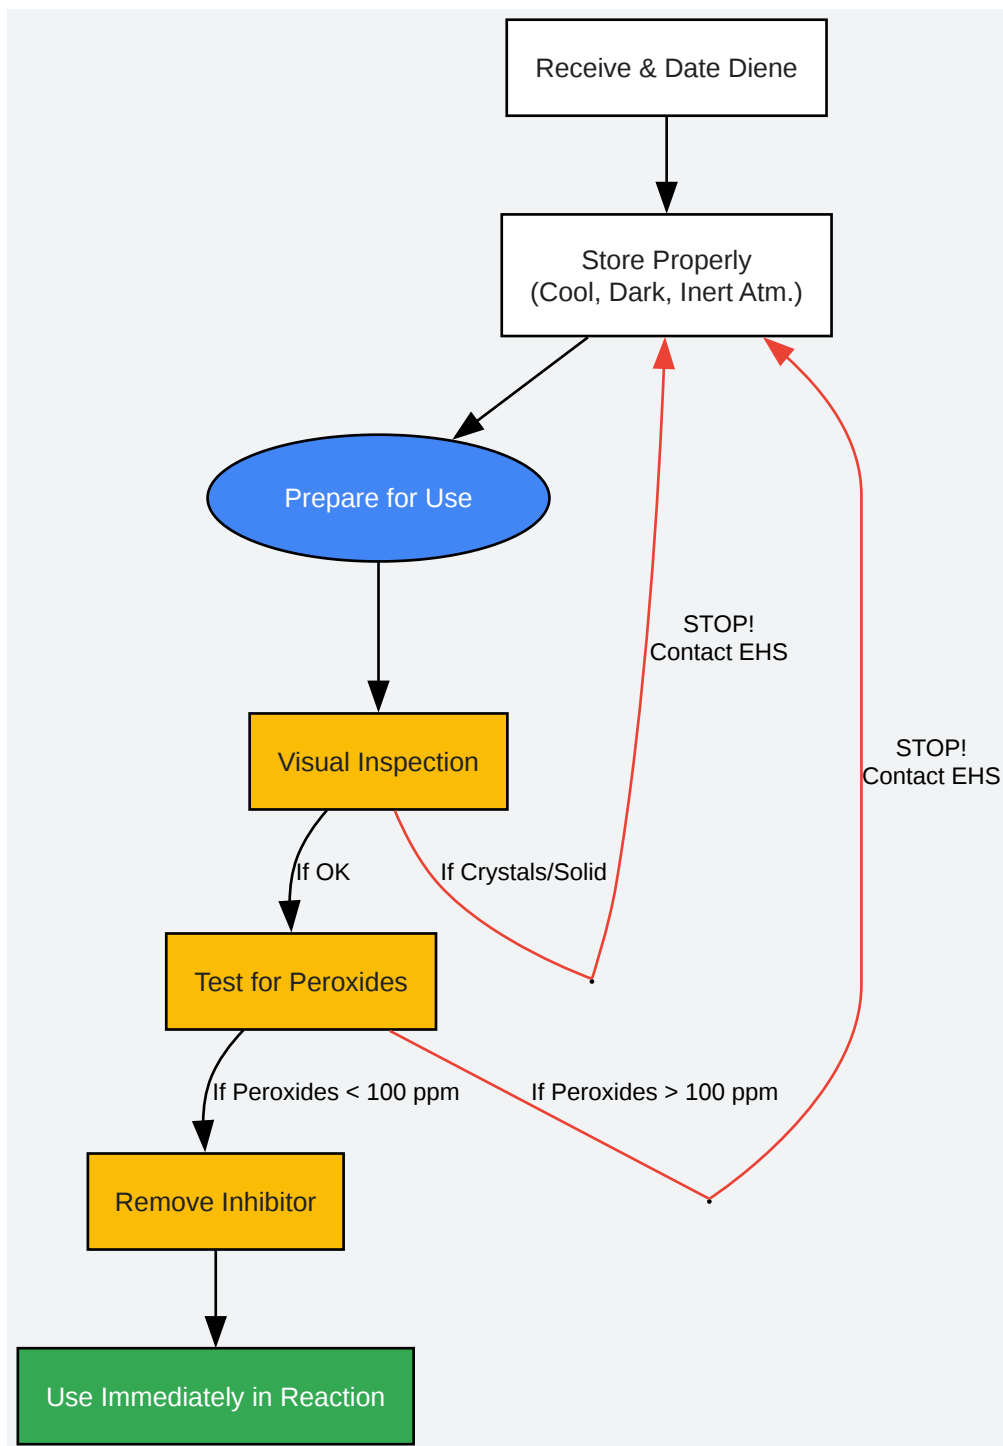 Receive & Date Diene
Store Properly
(Cool, Dark, Inert Atm.)
Prepare for Use
STOP!
Contact EHS
STOP!
Contact EHS
Visual Inspection
If OK
If Crystals/Solid
Test for Peroxides
If Peroxides < 100 ppm
If Peroxides > 100 ppm
Remove Inhibitor
Use Immediately in Reaction